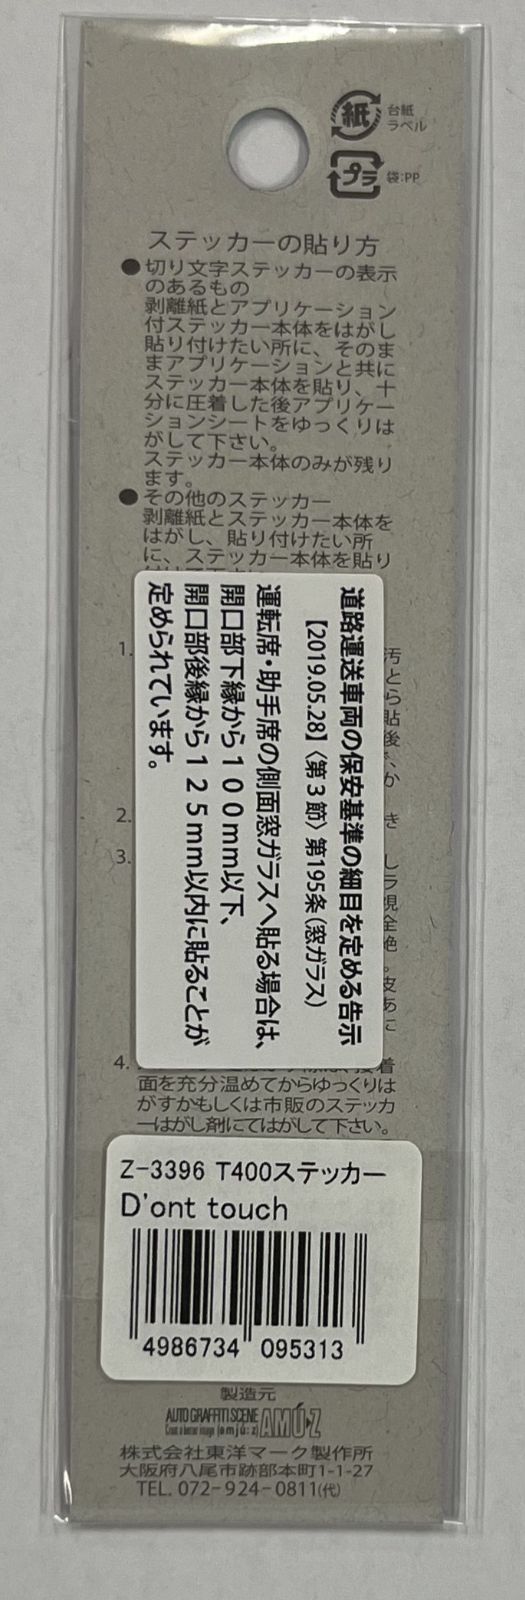 紙
台紙
ラベル
プラ
袋:PP
ステッカーの貼り方
●切り文字ステッカーの表示
のあるもの
剥離紙とアプリケーション
付ステッカー本体をはがし
貼り付けたい所に、そのま
まアプリケーションと共に
ステッカー本体を貼り、十
分に圧着した後アプリケー
ションシートをゆっくりは
がして下さい。
ステッカー本体のみが残り
ます。
●その他のステッカー
剥離紙とステッカー本体を
はがし、貼り付けたい所
に、ステッカー本体を貼り
道路運送車両の保安基準の細目を定める告示
【2019.05.28】〈第3節〉第195条(窓ガラス)
運転席・助手席の側面窓ガラスへ貼る場合は、
開口部下縁から100mm以下、
開口部後縁から125mm以内に貼ることが
定められています。
1.
2.
3.
4.
面を充分温めてからゆっくりは
がすかもしくは市販のステッカ
ーはがし剤にてはがして下さい。
Z-3396 T400ステッカー
D'ont touch
4986734 095313
製造元
AUTO GRAFFITI SCENE
AMÚZ
株式会社東洋マーク製作所
大阪府八尾市跡部本町1-1-27
TEL. 072-924-0811(代)